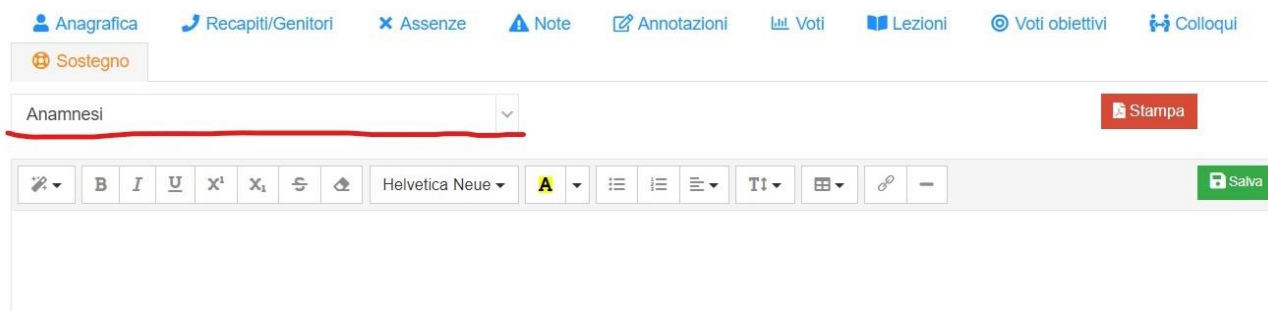 Anagrafica Recapiti/Genitori Assenze Note Annotazioni Voti Lezioni Voti obiettivi Colloqui
Sostegno
Anamnesi Stampa
B I U X¹ X₁ S Helvetica Neue A T Salva